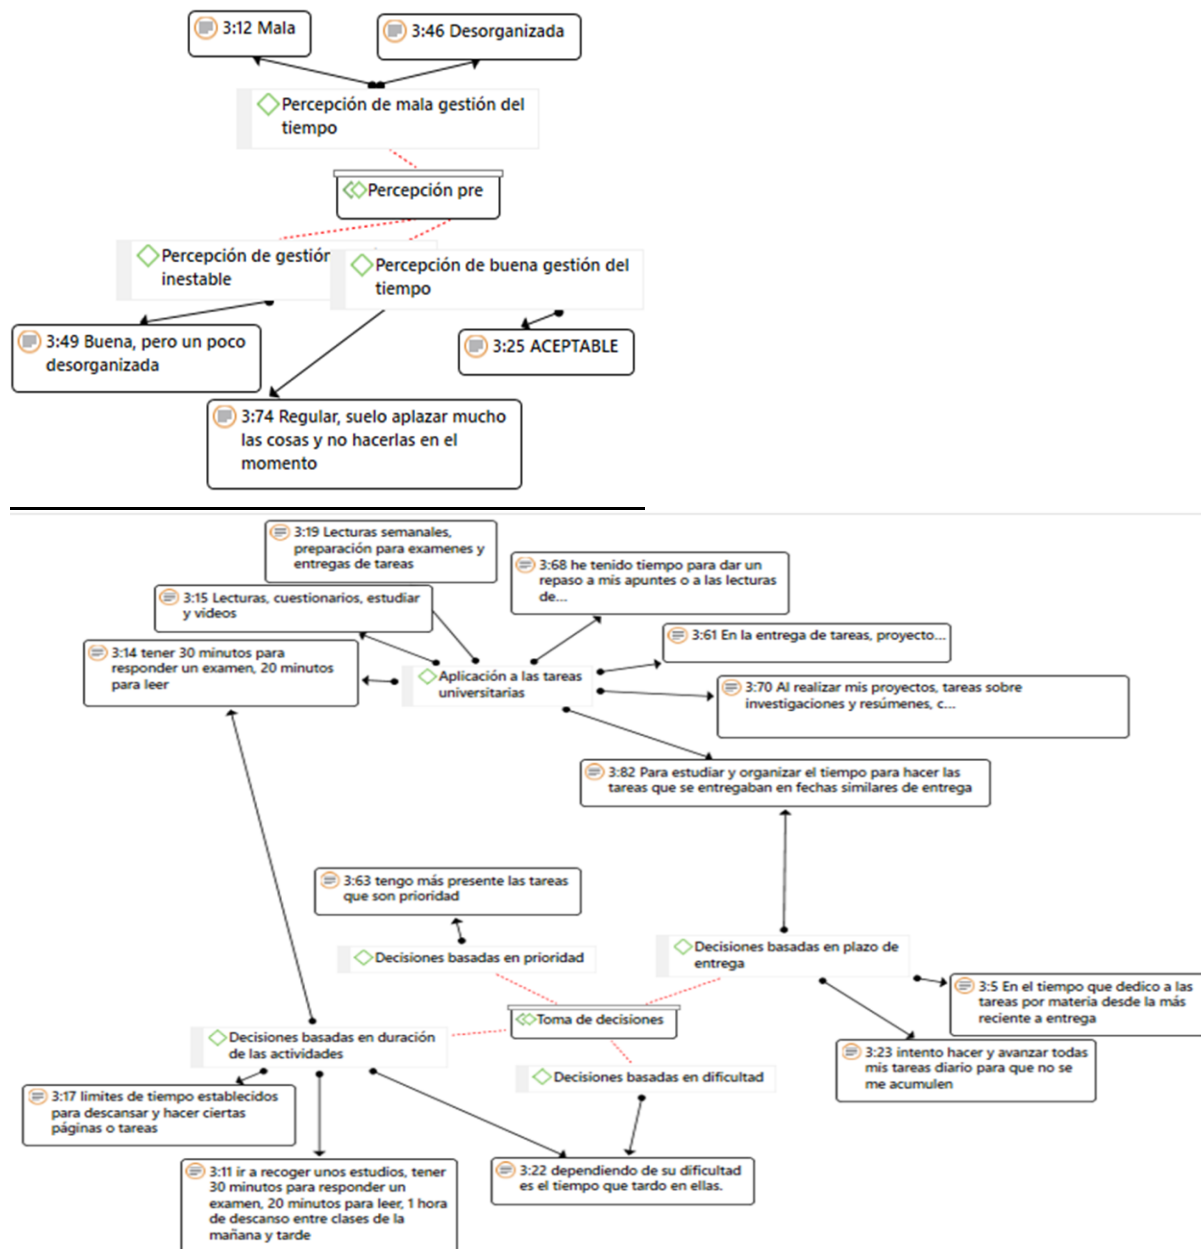 3:12 Mala
3:46 Desorganizada
Percepción de mala gestión del
tiempo
Percepción pre
Percepción de gestión
inestable
Percepción de buena gestión del
tiempo
3:49 Buena, pero un poco
desorganizada
3:25 ACEPTABLE
3:74 Regular, suelo aplazar mucho
las cosas y no hacerlas en el
momento
3:19 Lecturas semanales,
preparación para examenes y
entregas de tareas
3:68 he tenido tiempo para dar un
repaso a mis apuntes o a las lecturas
de...
3:15 Lecturas, cuestionarios, estudiar
y videos
3:61 En la entrega de tareas, proyecto...
3:14 tener 30 minutos para
responder un examen, 20 minutos
para leer
Aplicación a las tareas
universitarias
3:70 Al realizar mis proyectos, tareas sobre
investigaciones y resúmenes, c...
3:82 Para estudiar y organizar el tiempo para hacer las
tareas que se entregaban en fechas similares de entrega
3:63 tengo más presente las tareas
que son prioridad
Decisiones basadas en prioridad
Decisiones basadas en plazo de
entrega
3:5 En el tiempo que dedico a las
tareas por materia desde la más
reciente a entrega
Toma de decisiones
Decisiones basadas en duración
de las actividades
3:23 intento hacer y avanzar todas
mis tareas diario para que no se
me acumulen
Decisiones basadas en dificultad
3:17 limites de tiempo establecidos
para descansar y hacer ciertas
páginas o tareas
3:11 ir a recoger unos estudios, tener
30 minutos para responder un
examen, 20 minutos para leer, 1 hora
de descanso entre clases de la
mañana y tarde
3:22 dependiendo de su dificultad
es el tiempo que tardo en ellas.